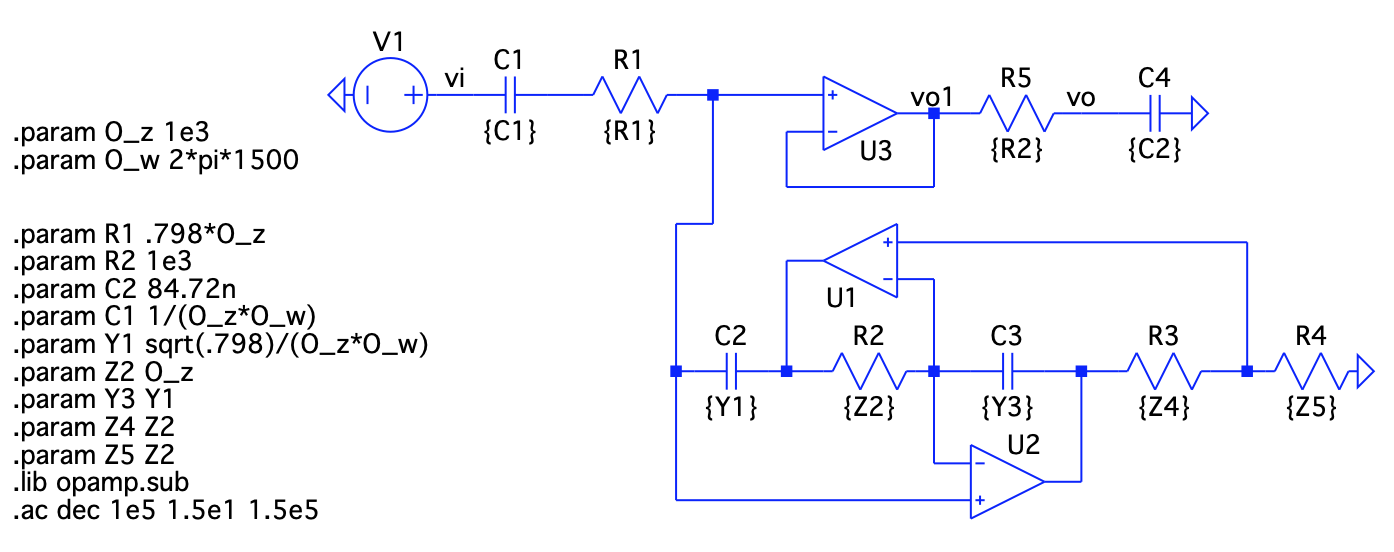 V1
vi
C1
{C1}
R1
{R1}
+
-
U3
vo1
R5
{R2}
vo
C4
{C2}
.param O_z 1e3
.param O_w 2*pi*1500
.param R1 .798*O_z
.param R2 1e3
.param C2 84.72n
.param C1 1/(O_z*O_w)
.param Y1 sqrt(.798)/(O_z*O_w)
.param Z2 O_z
.param Y3 Y1
.param Z4 Z2
.param Z5 Z2
.lib opamp.sub
.ac dec 1e5 1.5e1 1.5e5
+
-
U1
C2
{Y1}
R2
{Z2}
C3
{Y3}
R3
{Z4}
R4
{Z5}
U2
-
+